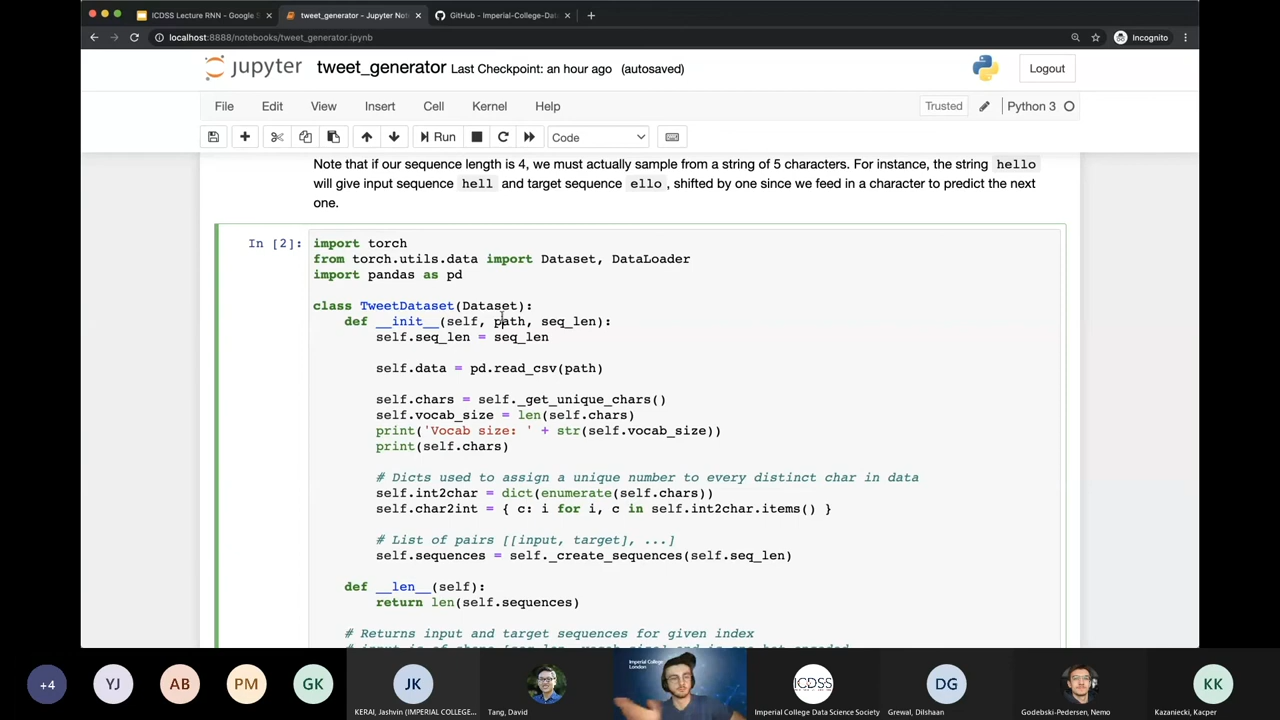 ICDSS Lecture RNN - Google S
tweet_generator - Jupyter Not
GitHub - Imperial-College-Dat
localhost:8888/notebooks/tweet_generator.ipynb
Incognito
jupyter tweet_generator Last Checkpoint: an hour ago (autosaved)
Logout
File Edit View Insert Cell Kernel Help
Trusted
Python 3
Run
Code
Note that if our sequence length is 4, we must actually sample from a string of 5 characters. For instance, the string hello
will give input sequence hell and target sequence ello, shifted by one since we feed in a character to predict the next
one.
In [2]:
import torch
from torch.utils.data import Dataset, DataLoader
import pandas as pd
class TweetDataset(Dataset):
def __init__(self, path, seq_len):
self.seq_len = seq_len
self.data = pd.read_csv(path)
self.chars = self._get_unique_chars()
self.vocab_size = len(self.chars)
print('Vocab size: ' + str(self.vocab_size))
print(self.chars)
# Dicts used to assign a unique number to every distinct char in data
self.int2char = dict(enumerate(self.chars))
self.char2int = { c: i for i, c in self.int2char.items() }
# List of pairs [[input, target], ...]
self.sequences = self._create_sequences(self.seq_len)
def __len__(self):
return len(self.sequences)
# Returns input and target sequences for given index
+4
YJ
AB
PM
GK
JK
KERAI, Jashvin (IMPERIAL COLLEGE...
Tang, David
Imperial College
London
ICDSS
Imperial College Data Science Society
DG
Grewal, Dilshaan
Godebski-Pedersen, Nemo
KK
Kazaniecki, Kacper